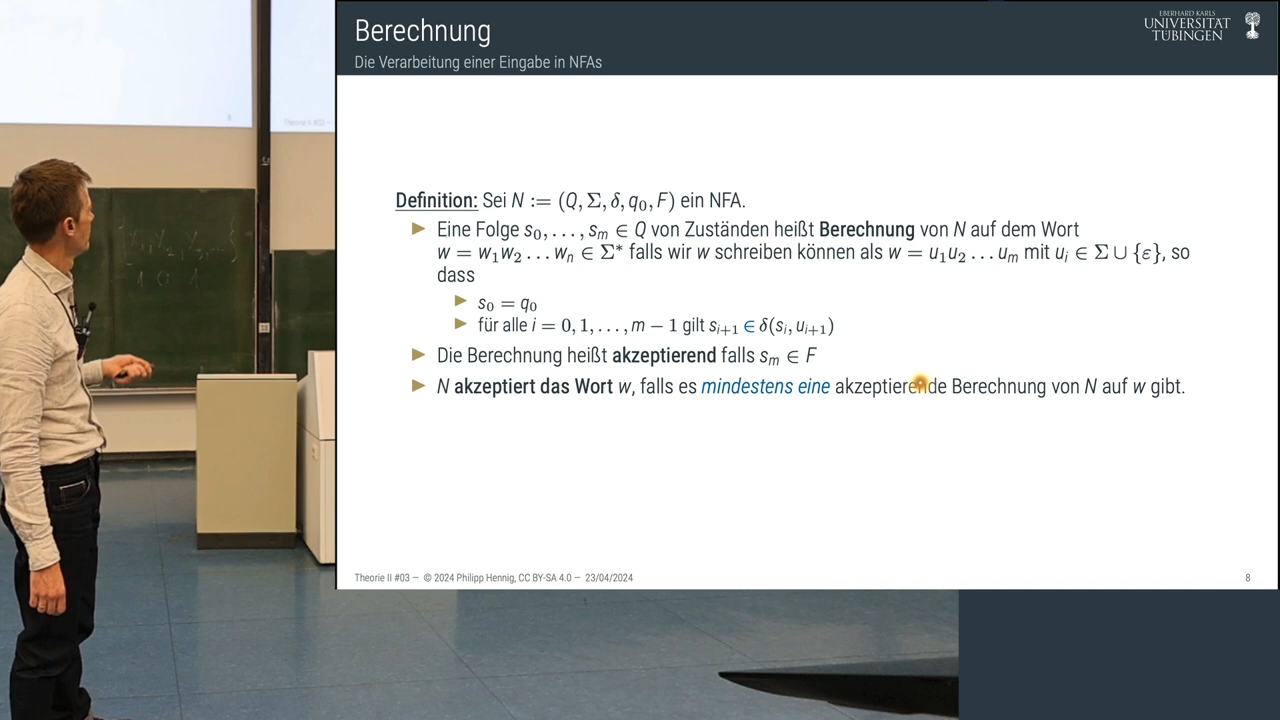 Berechnung
Die Verarbeitung einer Eingabe in NFAs
EBERHARD KARLS
UNIVERSITÄT
TÜBINGEN
Definition: Sei N := (Q, Σ, δ, q₀, F) ein NFA.
► Eine Folge s₀, . . . , sₘ ∈ Q von Zuständen heißt Berechnung von N auf dem Wort
w = w₁w₂ . . . wₙ ∈ Σ* falls wir w schreiben können als w = u₁u₂ . . . uₘ mit uᵢ ∈ Σ ∪ {ε}, so
dass
► s₀ = q₀
► für alle i = 0, 1, . . . , m − 1 gilt sᵢ₊₁ ∈ δ(sᵢ, uᵢ₊₁)
► Die Berechnung heißt akzeptierend falls sₘ ∈ F
► N akzeptiert das Wort w, falls es mindestens eine akzeptierende Berechnung von N auf w gibt.
Theorie II #03 — © 2024 Philipp Hennig, CC BY-SA 4.0 — 23/04/2024
8